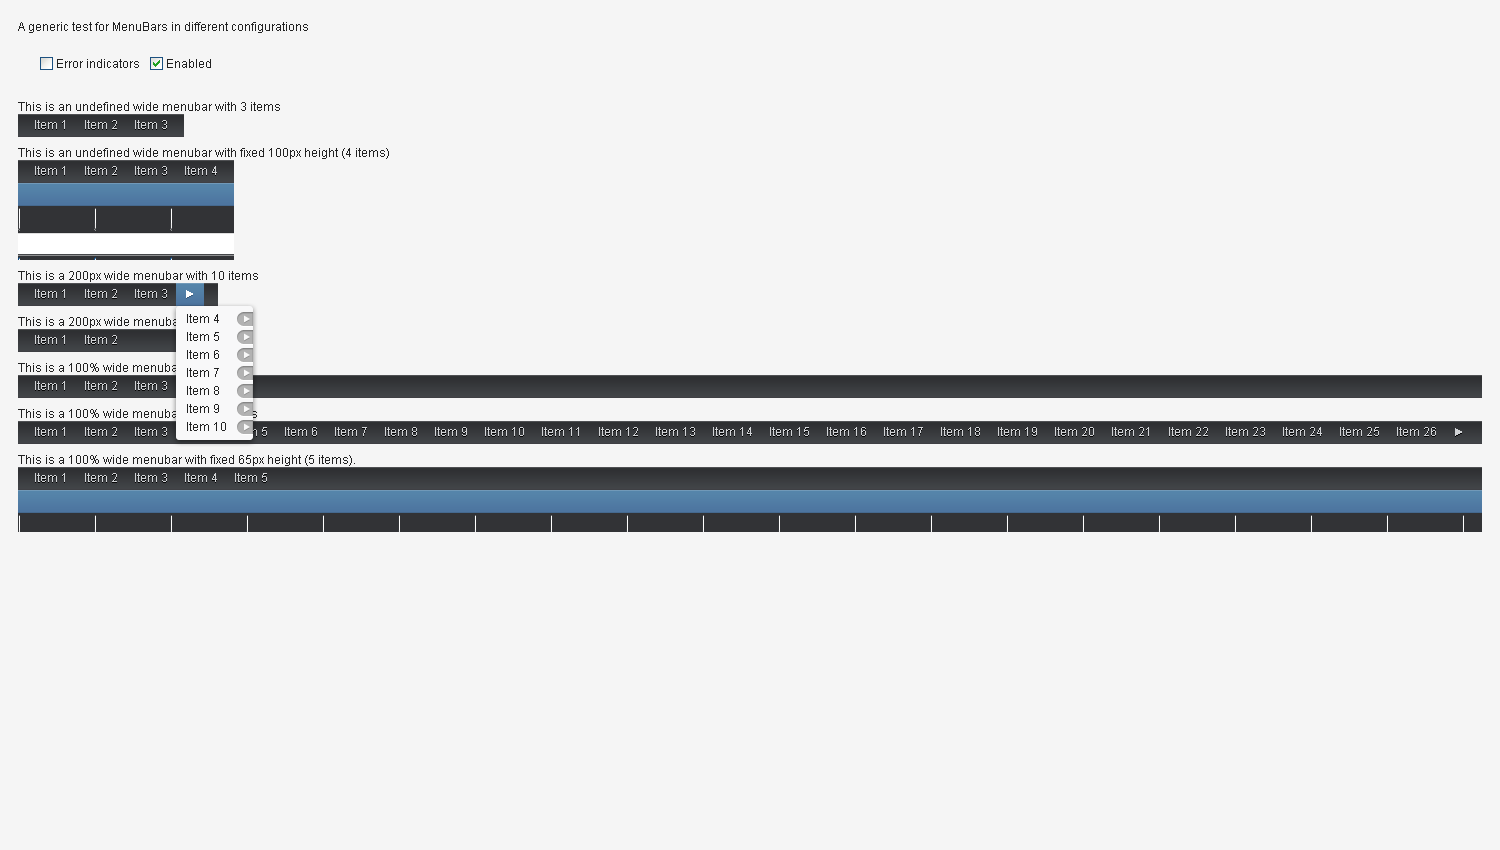 A generic test for MenuBars in different configurations
Error indicators Enabled
This is an undefined wide menubar with 3 items
Item 1 Item 2 Item 3
This is an undefined wide menubar with fixed 100px height (4 items)
Item 1 Item 2 Item 3 Item 4
This is a 200px wide menubar with 10 items
Item 1 Item 2 Item 3
Item 4
This is a 200px wide
Item 5
Item 1 Item 2
Item 6
This is a 100% wide
Item 7
Item 1 Item 2 Item 3
Item 8
Item 9
This is a 100% wide
Item 10
Item 1 Item 2 Item 3 5 Item 6 Item 7 Item 8 Item 9 Item 10 Item 11 Item 12 Item 13 Item 14 Item 15 Item 16 Item 17 Item 18 Item 19 Item 20 Item 21 Item 22 Item 23 Item 24 Item 25 Item 26
This is a 100% wide menubar with fixed 65px height (5 items).
Item 1 Item 2 Item 3 Item 4 Item 5